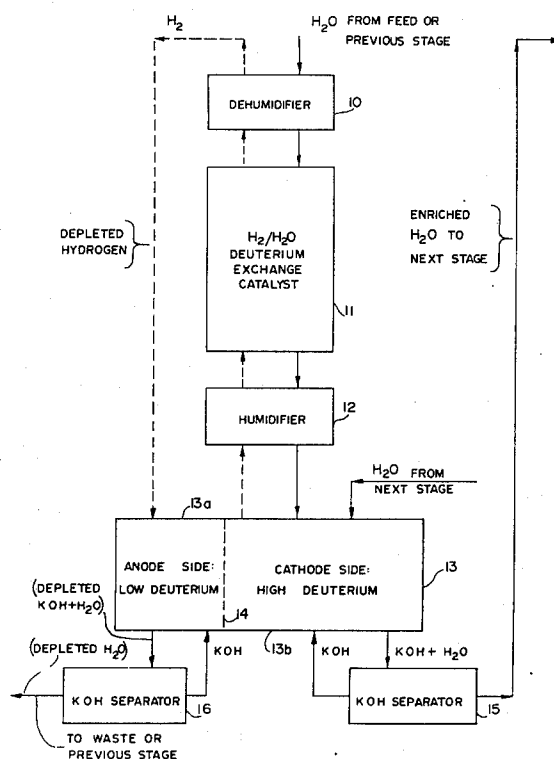 H2
H2O FROM FEED OR
PREVIOUS STAGE
DEHUMIDIFIER
10
DEPLETED
HYDROGEN
H2/H2O
DEUTERIUM
EXCHANGE
CATALYST
11
ENRICHED
H2O TO
NEXT STAGE
HUMIDIFIER
12
H2O FROM
NEXT STAGE
13a
ANODE SIDE:
LOW DEUTERIUM
CATHODE SIDE:
HIGH DEUTERIUM
13
14
13b
(DEPLETED
KOH+H2O)
KOH
KOH
KOH + H2O
(DEPLETED H2O)
KOH SEPARATOR
16
KOH SEPARATOR
15
TO WASTE OR
PREVIOUS STAGE